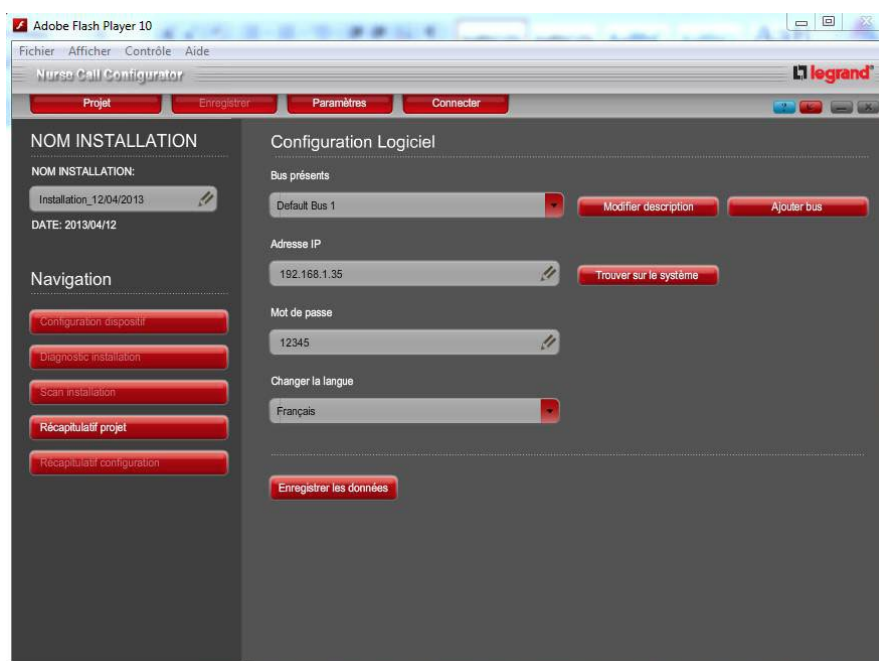 Adobe Flash Player 10
Fichier Afficher Contrôle Aide
Nurse Call Configurator
legrand®
Projet Enregistrer Paramètres Connecter
NOM INSTALLATION
NOM INSTALLATION:
Installation_12/04/2013
DATE: 2013/04/12
Navigation
Configuration dispositif
Diagnostic installation
Scan installation
Récapitulatif projet
Récapitulatif configuration
Configuration Logiciel
Bus présents
Default Bus 1 Modifier description Ajouter bus
Adresse IP
192.168.1.35 Trouver sur le système
Mot de passe
12345
Changer la langue
Français
Enregistrer les données